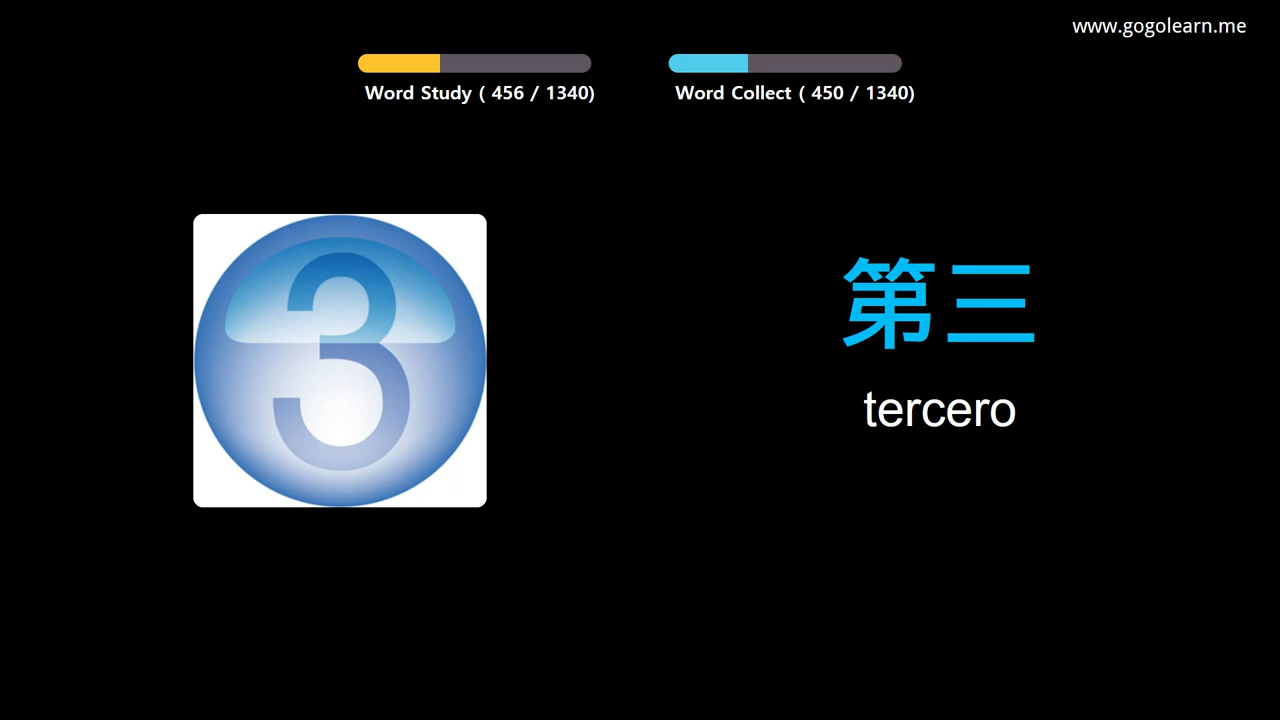 www.gogolearn.me
Word Study ( 456 / 1340)
Word Collect ( 450 / 1340)
3
第三
tercero